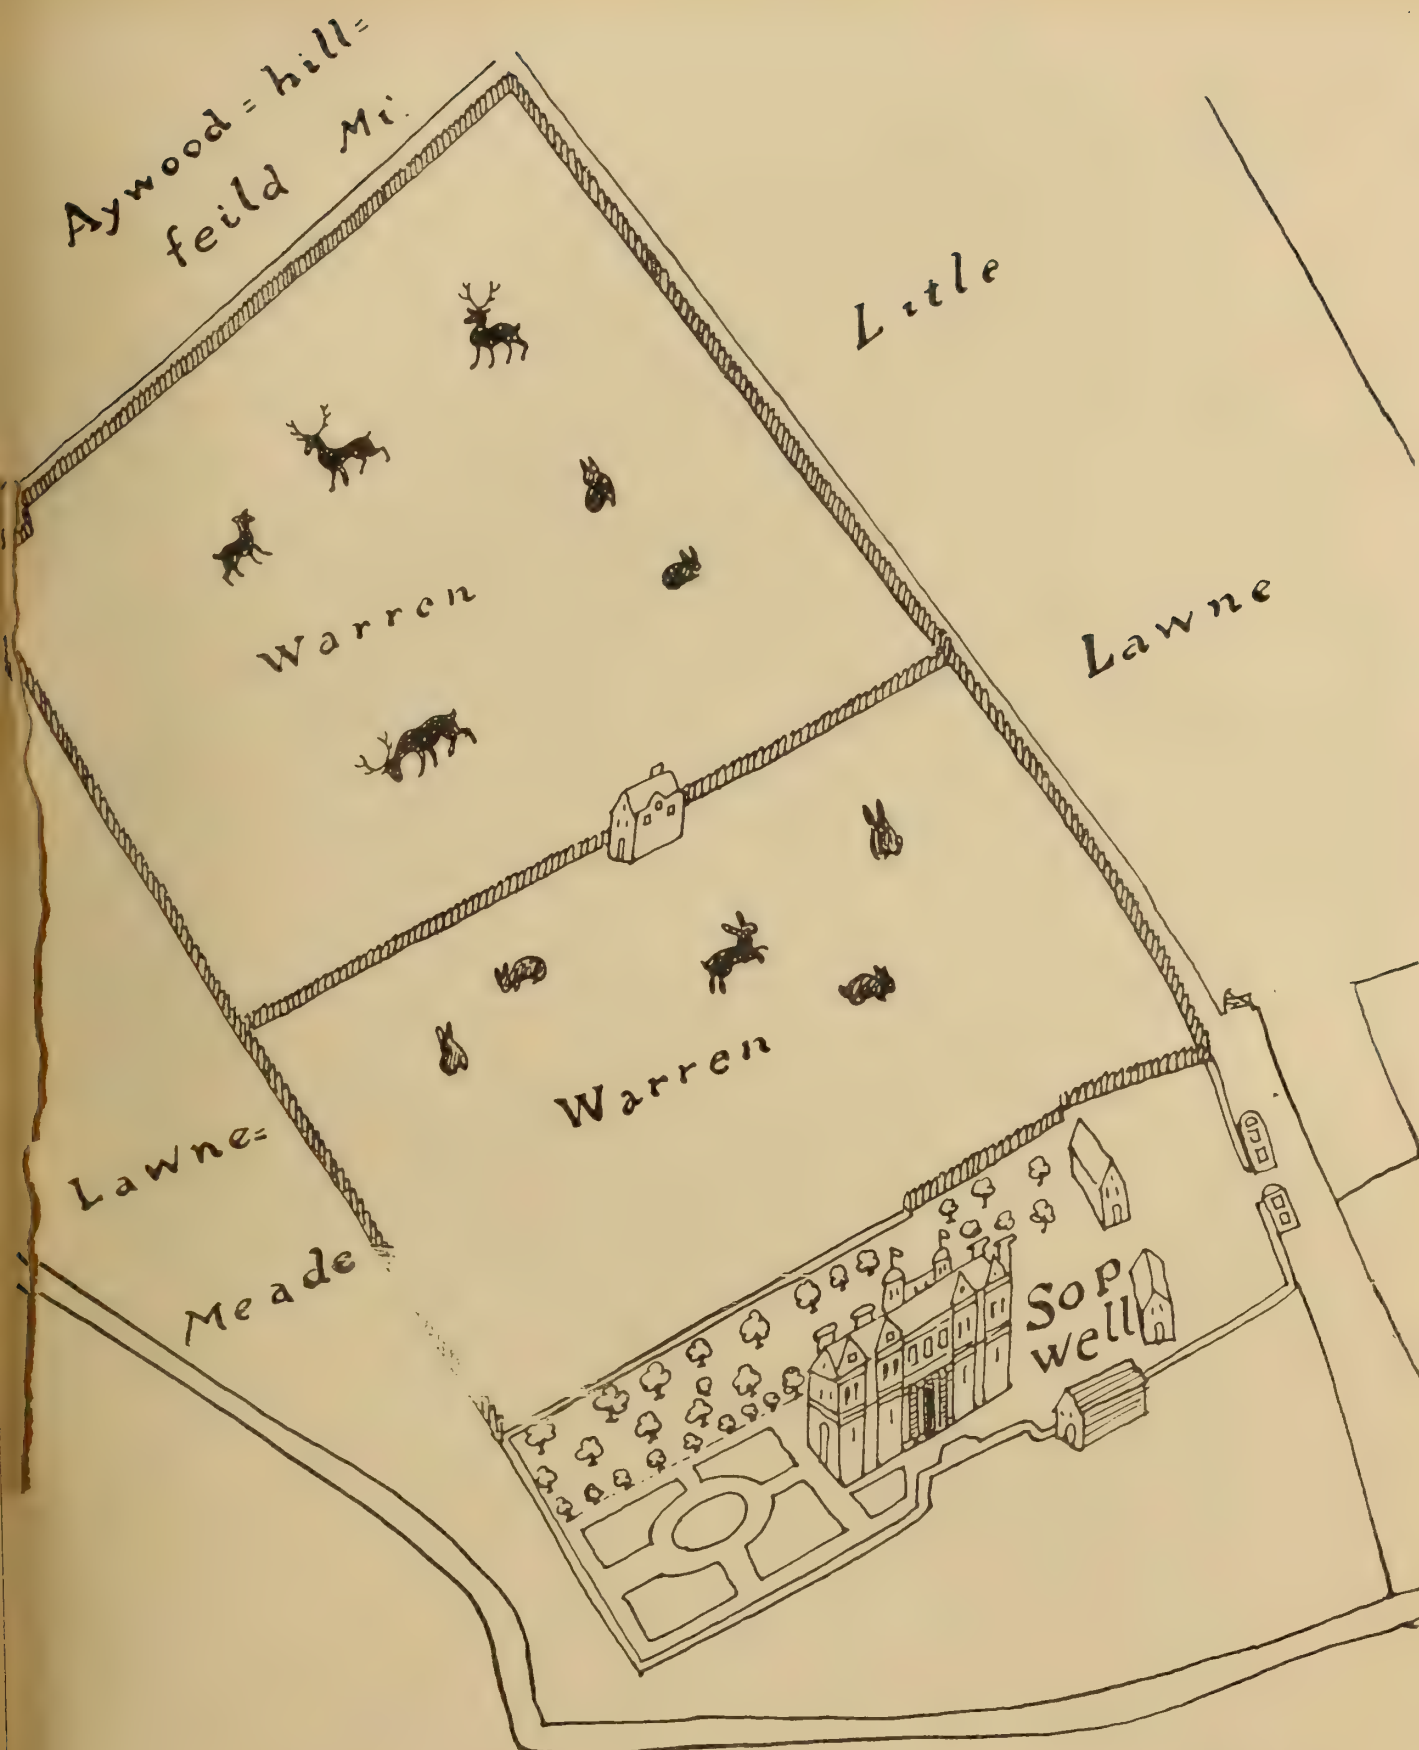 Aywood=hill=
feild Mi:
Litle
Lawne
Warren
Warren
Lawne=
Meade
Sop
well